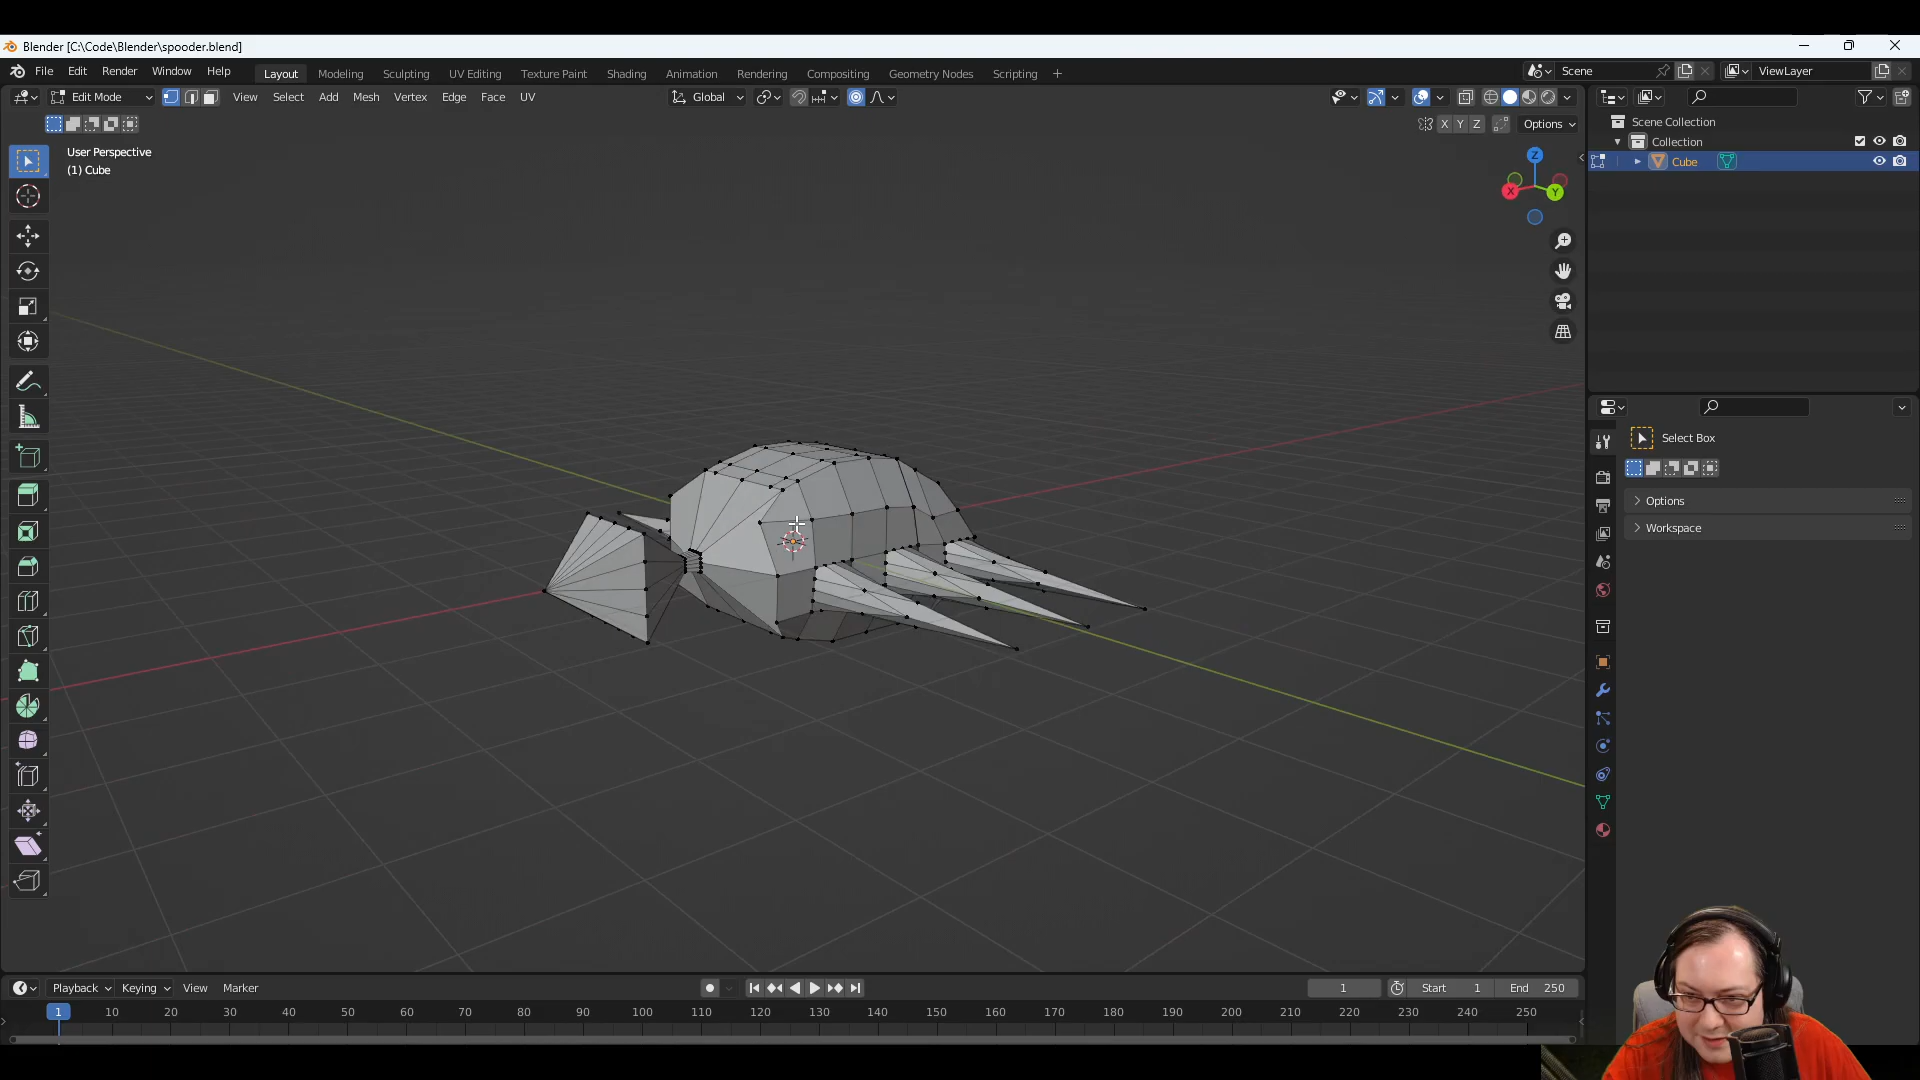 Blender [C:\Code\Blender\spooder.blend]
File Edit Render Window Help Layout Modeling Sculpting UV Editing Texture Paint Shading Animation Rendering Compositing Geometry Nodes Scripting + Scene ViewLayer
Edit Mode View Select Add Mesh Vertex Edge Face UV Global
X Y Z Options
User Perspective
(1) Cube
Z
X Y
Scene Collection
Collection
Cube
Select Box
Options
Workspace
Playback Keying View Marker 1 Start 1 End 250
1 10 20 30 40 50 60 70 80 90 100 110 120 130 140 150 160 170 180 190 200 210 220 230 240 250